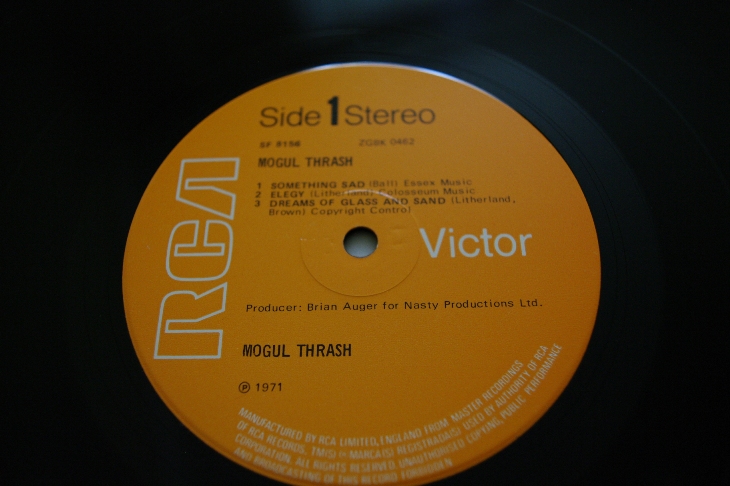 Side 1 Stereo
SF 8156 ZGBK 0462
MOGUL THRASH
1 SOMETHING SAD (Ball) Essex Music
2 ELEGY (Litherland) Colosseum Music
3 DREAMS OF GLASS AND SAND (Litherland,
Brown) Copyright Control
RCA
Victor
Producer: Brian Auger for Nasty Productions Ltd.
MOGUL THRASH
℗ 1971
MANUFACTURED BY RCA LIMITED, ENGLAND FROM MASTER RECORDINGS
OF RCA RECORDS. TM(S) ® MARCA(S) REGISTRADA(S) USED BY AUTHORITY OF RCA
CORPORATION. ALL RIGHTS RESERVED. UNAUTHORISED COPYING, PUBLIC PERFORMANCE
AND BROADCASTING OF THIS RECORD FORBIDDEN